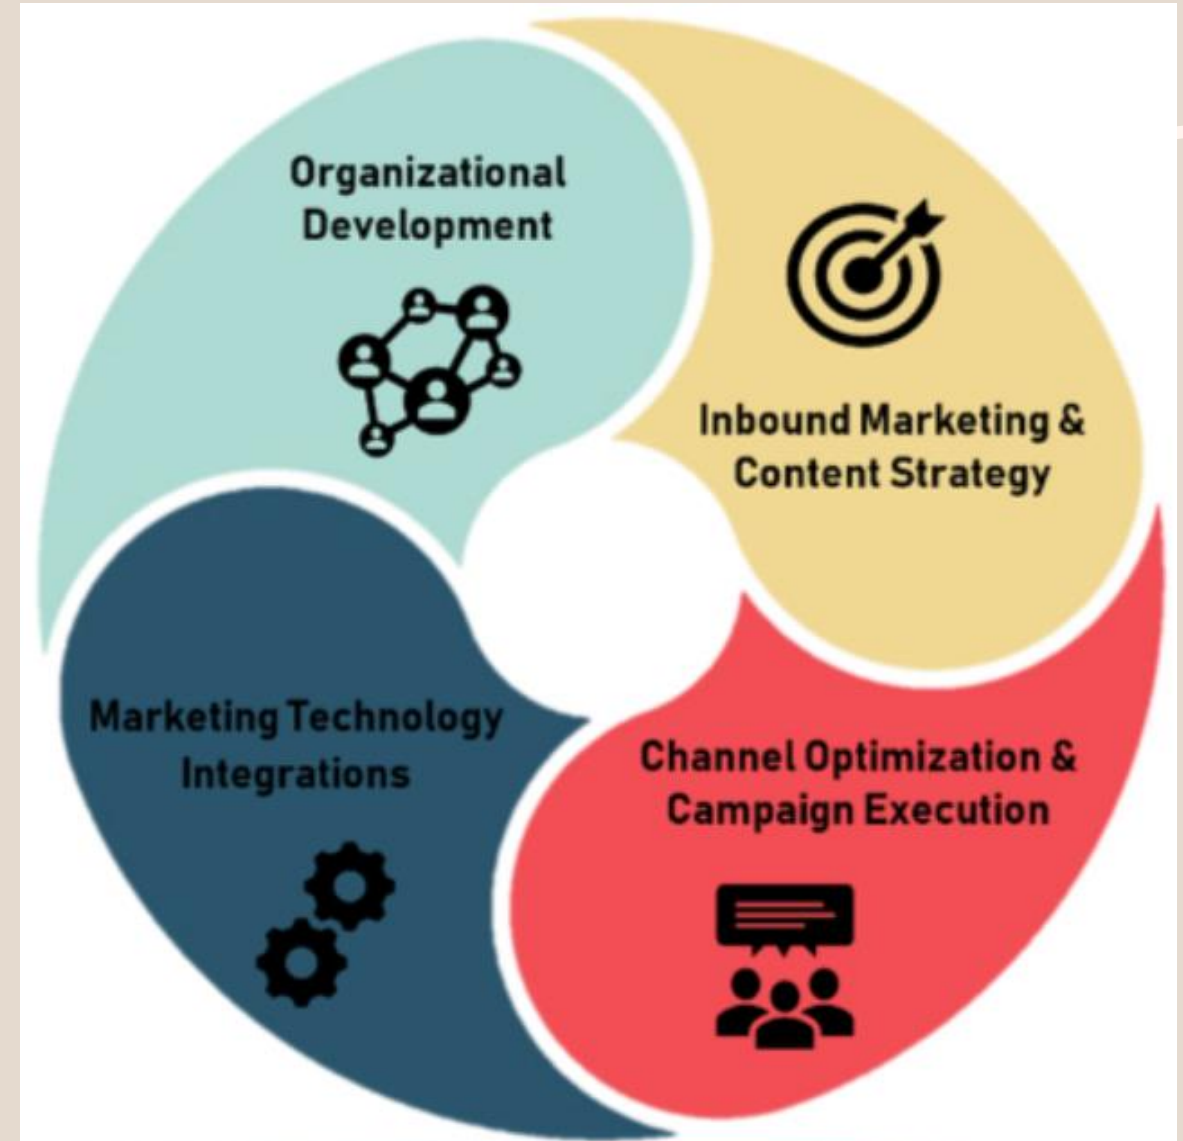 Organizational
Development
Inbound Marketing &
Content Strategy
Marketing Technology
Integrations
Channel Optimization &
Campaign Execution